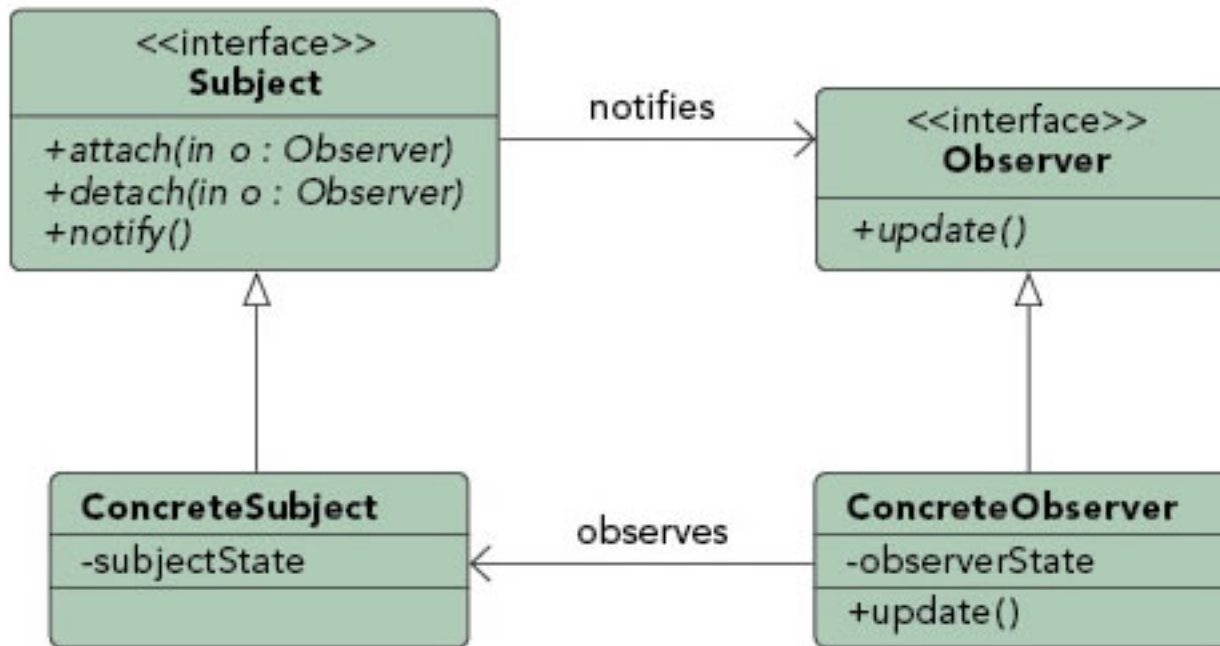 <<interface>>
Subject
+attach(in o : Observer)
+detach(in o : Observer)
+notify()
notifies
<<interface>>
Observer
+update()
ConcreteSubject
-subjectState
observes
ConcreteObserver
-observerState
+update()